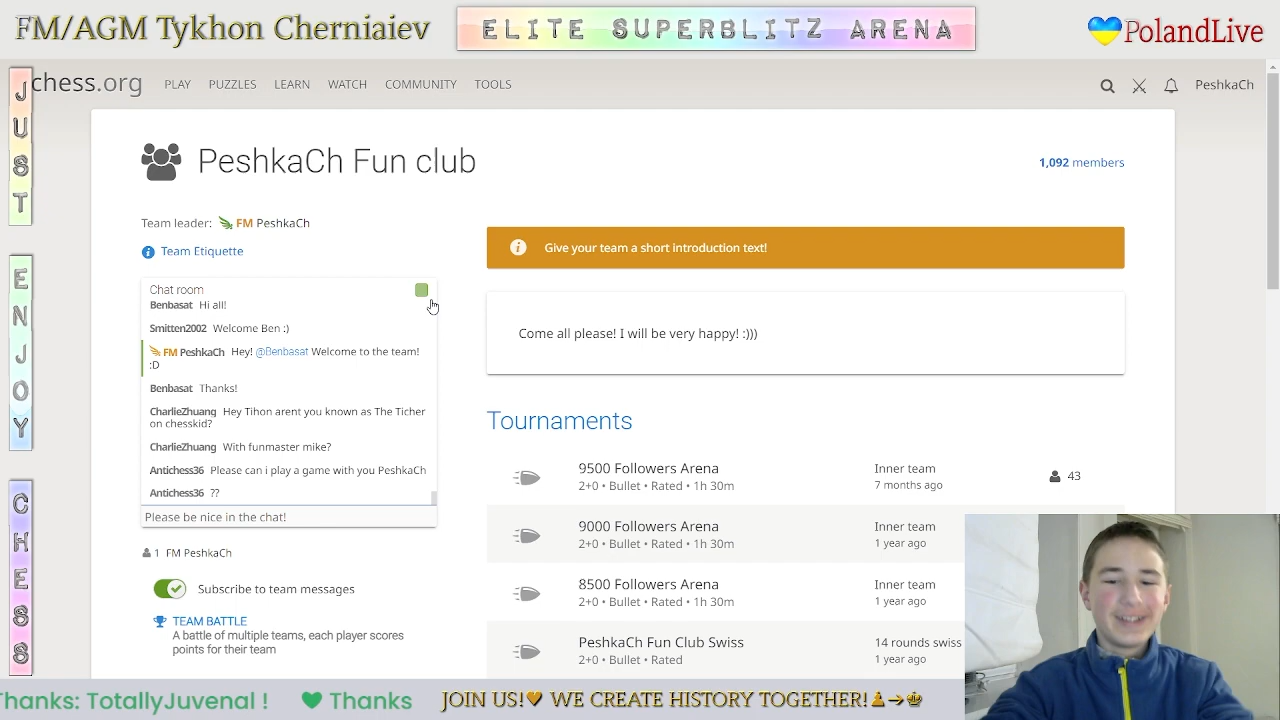 FM/AGM Tykhon Cherniaiev
ELITE SUPERBLITZ ARENA
PolandLive
JUST
ENJOY
CHESS
chess.org
PLAY PUZZLES LEARN WATCH COMMUNITY TOOLS
PeshkaCh
PeshkaCh Fun club
1,092 members
Team leader: FM PeshkaCh
Team Etiquette
Chat room
Benbasat Hi all!
Smitten2002 Welcome Ben :)
FM PeshkaCh Hey! @Benbasat Welcome to the team!
:D
Benbasat Thanks!
CharlieZhuang Hey Tihon arent you known as The Ticher
on chesskid?
CharlieZhuang With funmaster mike?
Antichess36 Please can i play a game with you PeshkaCh
Antichess36 ??
Please be nice in the chat!
1 FM PeshkaCh
Subscribe to team messages
TEAM BATTLE
A battle of multiple teams, each player scores
points for their team
Give your team a short introduction text!
Come all please! I will be very happy! :)))
Tournaments
9500 Followers Arena
2+0 • Bullet • Rated • 1h 30m
Inner team
7 months ago
43
9000 Followers Arena
2+0 • Bullet • Rated • 1h 30m
Inner team
1 year ago
8500 Followers Arena
2+0 • Bullet • Rated • 1h 30m
Inner team
1 year ago
PeshkaCh Fun Club Swiss
2+0 • Bullet • Rated
14 rounds swiss
1 year ago
Thanks: TotallyJuvenal ! Thanks
JOIN US! WE CREATE HISTORY TOGETHER!